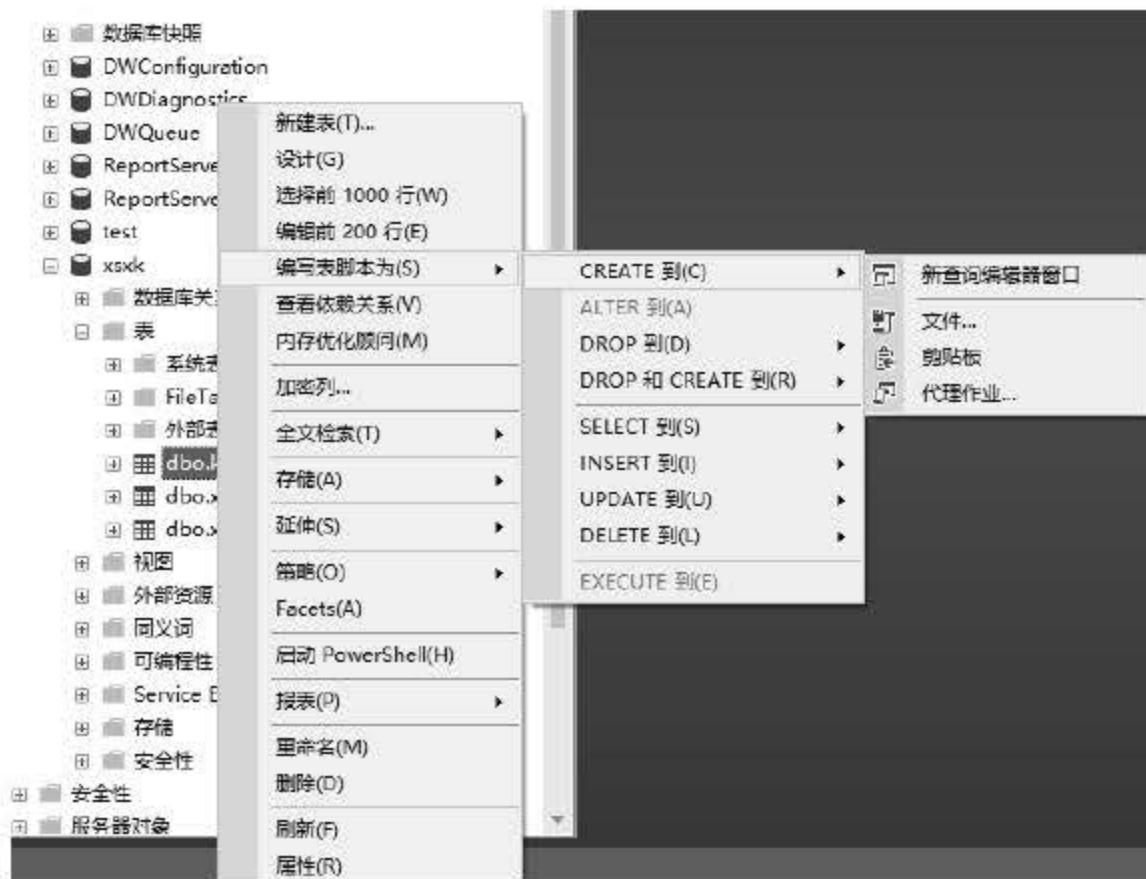 数据库快照
DWConfiguration
DWDiagnostics
DWQueue
ReportServe
ReportServe
test
xsxk
数据库关
表
系统表
FileTa
外部表
dbo.k
dbo.x
dbo.x
视图
外部资源
同义词
可编程性
Service B
存储
安全性
安全性
服务器对象
新建表(T)...
设计(G)
选择前 1000 行(W)
编辑前 200 行(E)
编写表脚本为(S)
查看依赖关系(V)
内存优化顾问(M)
加密列...
全文检索(T)
存储(A)
延伸(S)
策略(O)
Facets(A)
启动 PowerShell(H)
报表(P)
重命名(M)
删除(D)
刷新(F)
属性(R)
CREATE 到(C)
ALTER 到(A)
DROP 到(D)
DROP 和 CREATE 到(R)
SELECT 到(S)
INSERT 到(I)
UPDATE 到(U)
DELETE 到(L)
EXECUTE 到(E)
新查询编辑器窗口
文件...
剪贴板
代理作业...